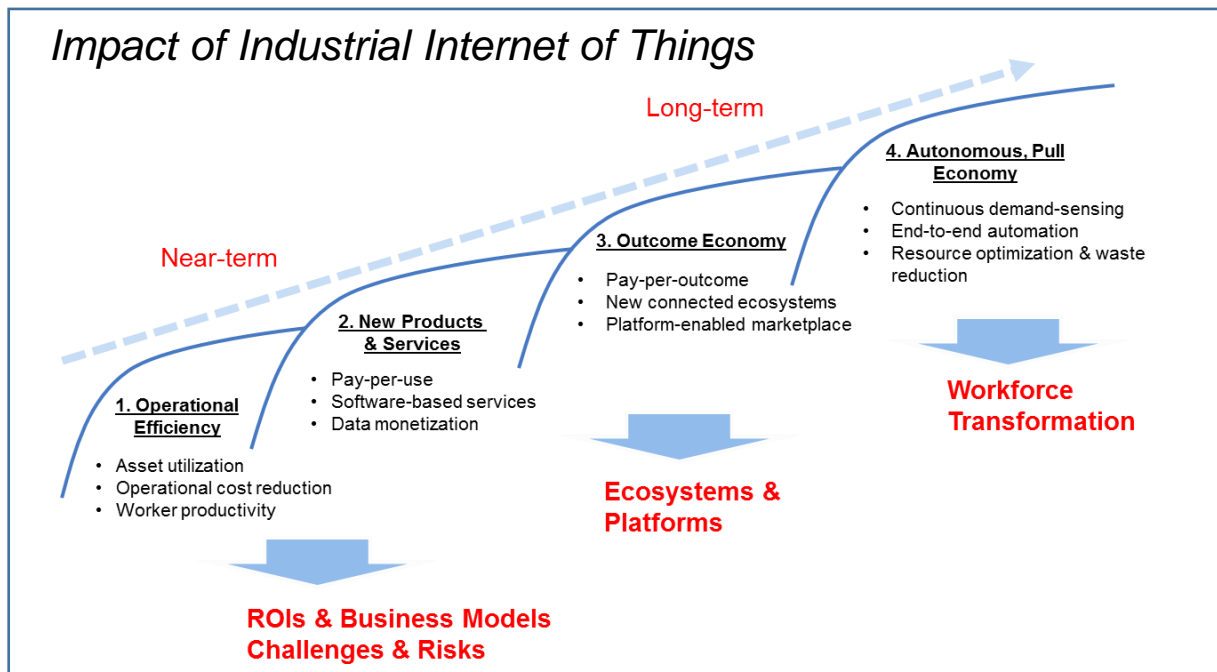 Impact of Industrial Internet of Things
Near-term
Long-term
1. Operational
Efficiency
• Asset utilization
• Operational cost reduction
• Worker productivity
2. New Products
& Services
• Pay-per-use
• Software-based services
• Data monetization
3. Outcome Economy
• Pay-per-outcome
• New connected ecosystems
• Platform-enabled marketplace
4. Autonomous, Pull
Economy
• Continuous demand-sensing
• End-to-end automation
• Resource optimization & waste
reduction
ROIs & Business Models
Challenges & Risks
Ecosystems &
Platforms
Workforce
Transformation